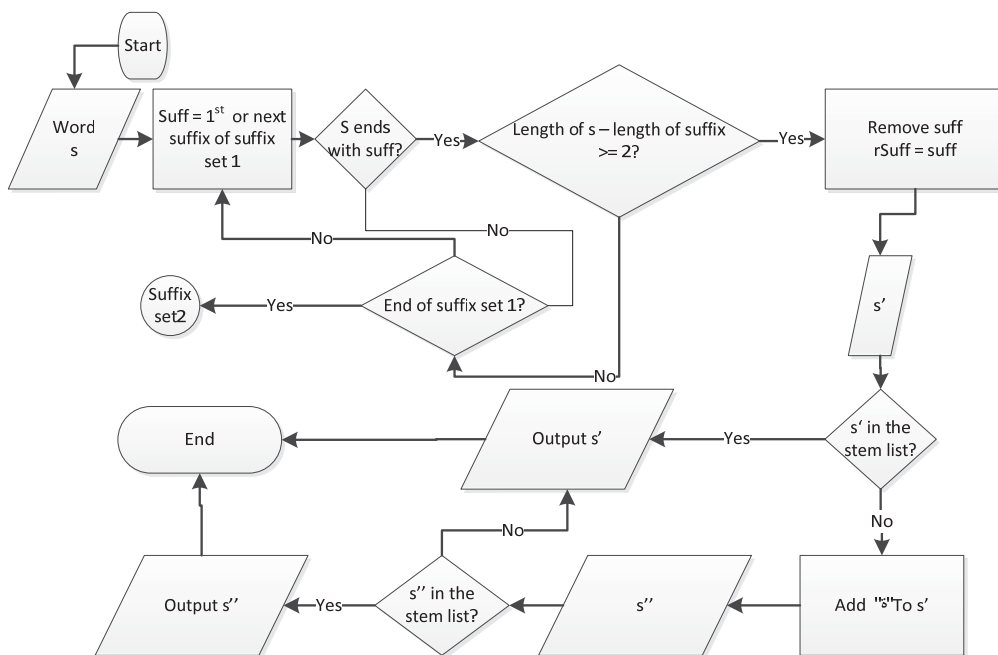 Start
Word
s
Suff = 1st or next
suffix of suffix
set 1
S ends
with suff?
Yes
Length of s – length of suffix
>= 2?
Yes
Remove suff
rSuff = suff
No
No
Suffix
set2
Yes
End of suffix set 1?
s’
No
End
Output s’
Yes
s‘ in the
stem list?
No
No
Output s’’
Yes
s’’ in the
stem list?
s’’
Add
To s’